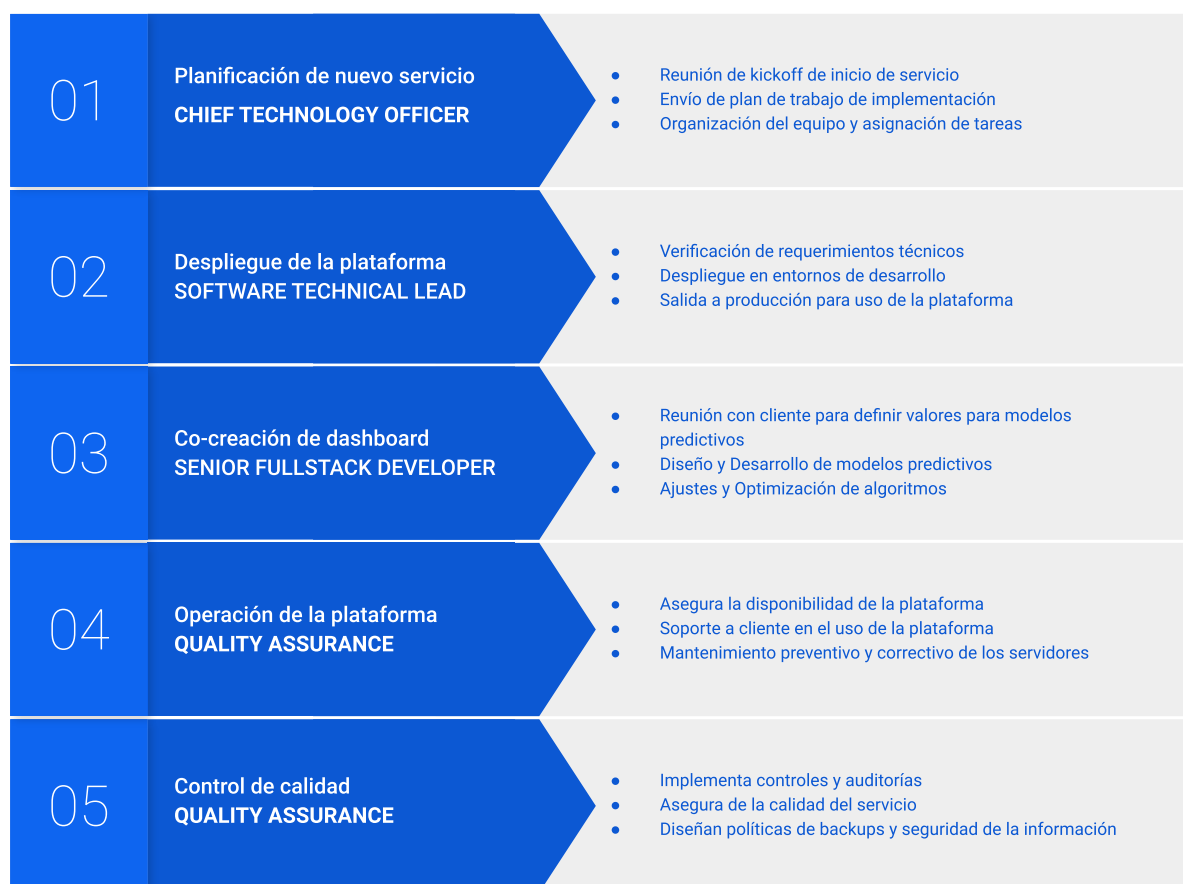 01
Planificación de nuevo servicio
CHIEF TECHNOLOGY OFFICER
● Reunión de kickoff de inicio de servicio
● Envío de plan de trabajo de implementación
● Organización del equipo y asignación de tareas
02
Despliegue de la plataforma
SOFTWARE TECHNICAL LEAD
● Verificación de requerimientos técnicos
● Despliegue en entornos de desarrollo
● Salida a producción para uso de la plataforma
03
Co-creación de dashboard
SENIOR FULLSTACK DEVELOPER
● Reunión con cliente para definir valores para modelos
predictivos
● Diseño y Desarrollo de modelos predictivos
● Ajustes y Optimización de algoritmos
04
Operación de la plataforma
QUALITY ASSURANCE
● Asegura la disponibilidad de la plataforma
● Soporte a cliente en el uso de la plataforma
● Mantenimiento preventivo y correctivo de los servidores
05
Control de calidad
QUALITY ASSURANCE
● Implementa controles y auditorías
● Asegura de la calidad del servicio
● Diseñan políticas de backups y seguridad de la información